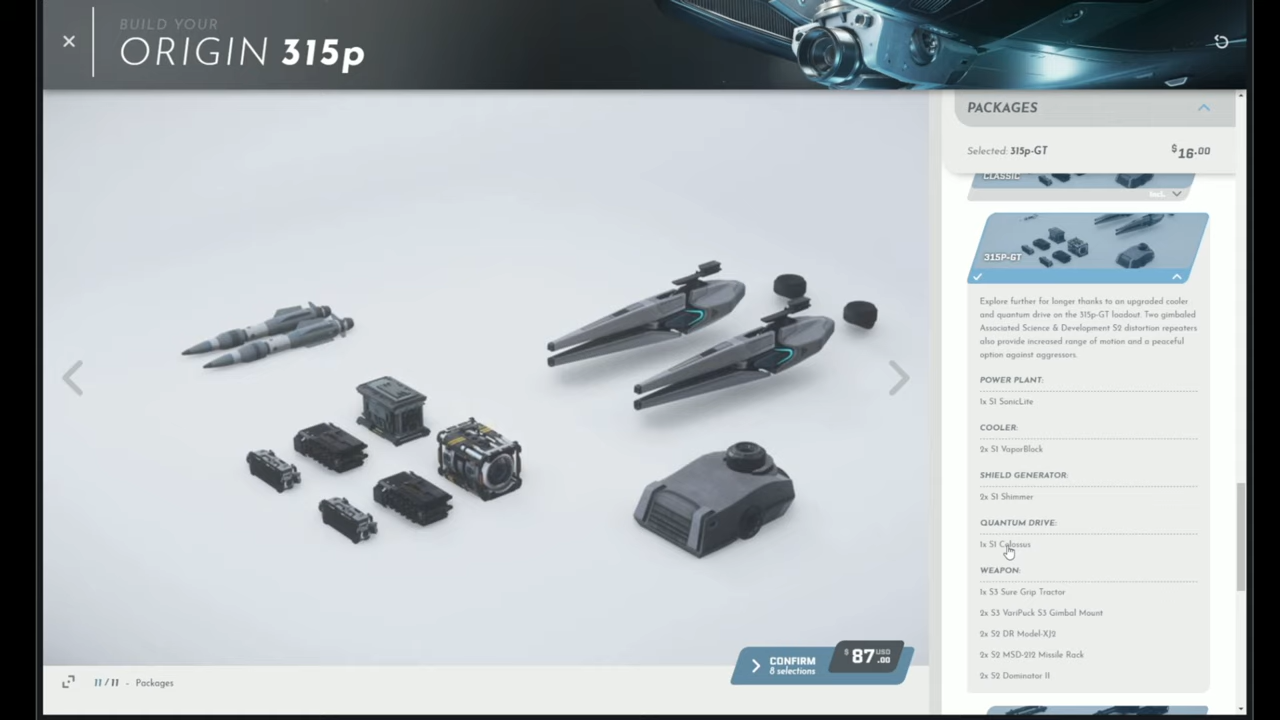 BUILD YOUR
ORIGIN 315p
PACKAGES
Selected: 315p-GT
$16.00
CLASSIC
315P-GT
Explore further for longer thanks to an upgraded cooler
and quantum drive on the 315p-GT loadout. Two gimbaled
Associated Science & Development S2 distortion repeaters
also provide increased range of motion and a peaceful
option against aggressors.
POWER PLANT:
1x S1 SonicLite
COOLER:
2x S1 VaporBlock
SHIELD GENERATOR:
2x S1 Shimmer
QUANTUM DRIVE:
1x S1 Colossus
WEAPON:
1x S3 Sure Grip Tractor
2x S3 VariPuck S3 Gimbal Mount
2x S2 DR Model-XJ2
2x S2 MSD-212 Missile Rack
2x S2 Dominator II
CONFIRM
8 selections
$87.00 USD
11/11 - Packages